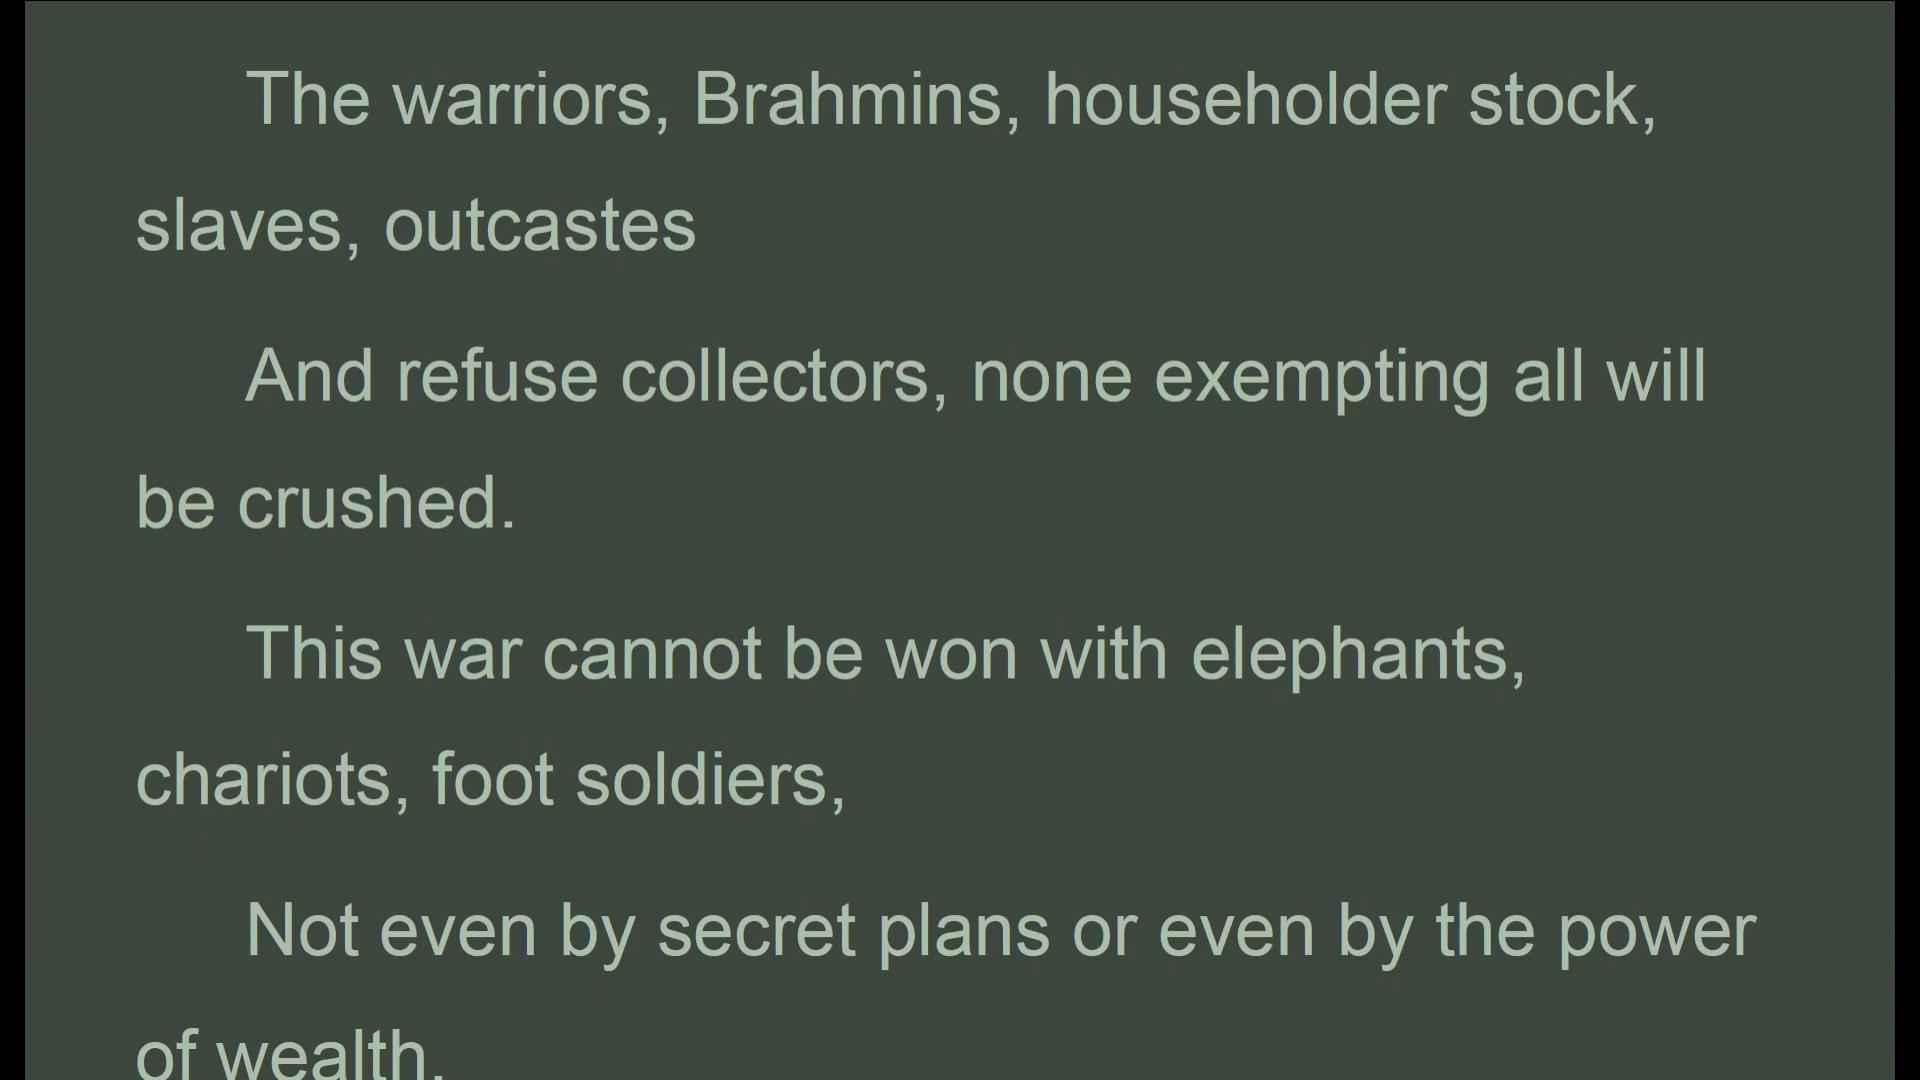 The warriors, Brahmins, householder stock,
slaves, outcastes
And refuse collectors, none exempting all will
be crushed.
This war cannot be won with elephants,
chariots, foot soldiers,
Not even by secret plans or even by the power
of wealth.